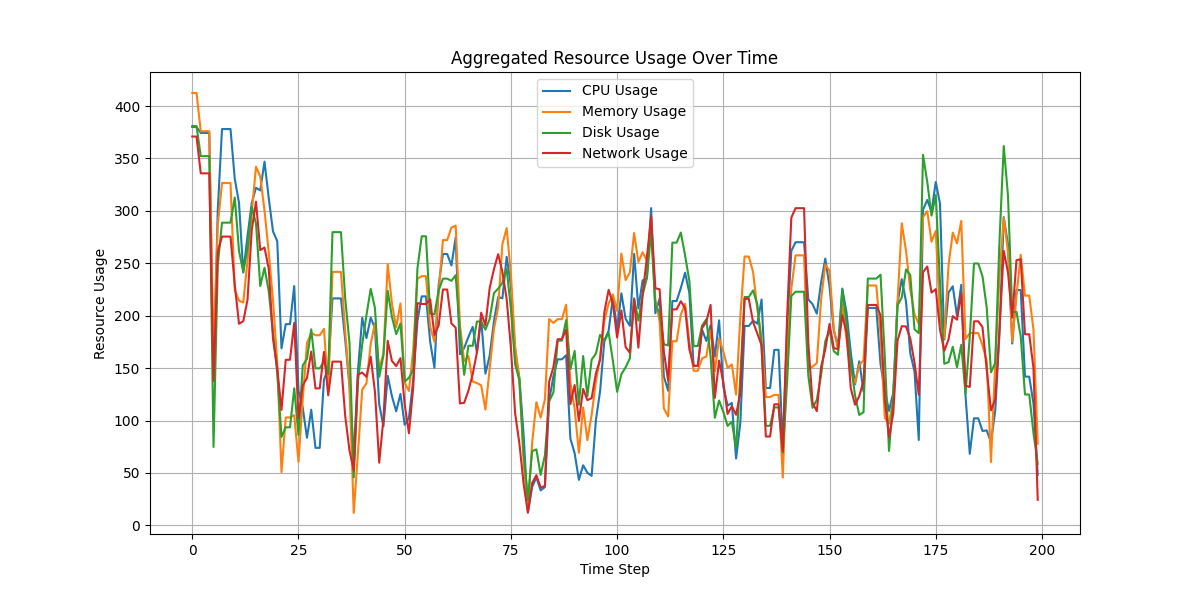 Aggregated Resource Usage Over Time
CPU Usage
Memory Usage
Disk Usage
Network Usage
Resource Usage
400
350
300
250
200
150
100
50
0
0 25 50 75 100 125 150 175 200
Time Step